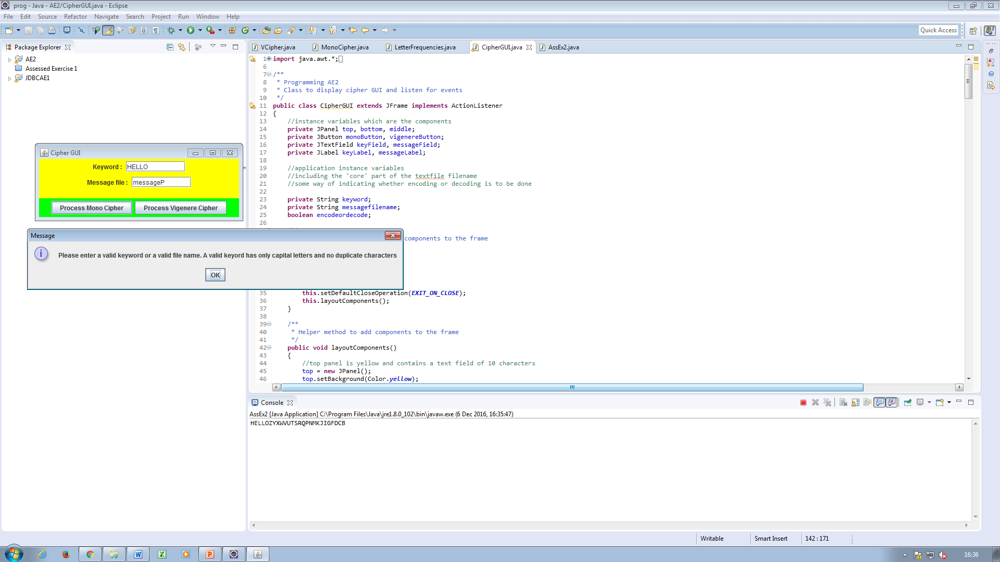 prog - Java - AE2/CipherGUI.java - Eclipse
File Edit Source Refactor Navigate Search Project Run Window Help
Quick Access
Package Explorer
AE2
Assessed Exercise 1
JDBCAE1
Cipher GUI
Keyword : HELLO
Message file : messageP
Process Mono Cipher Process Vigenere Cipher
Message
Please enter a valid keyword or a valid file name. A valid keyord has only capital letters and no duplicate characters
OK
VCipher.java MonoCipher.java LetterFrequencies.java CipherGUI.java AssEx2.java
1 import java.awt.*;
6
7 /**
8 * Programming AE2
9 * Class to display cipher GUI and listen for events
10 */
11 public class CipherGUI extends JFrame implements ActionListener
12 {
13 //instance variables which are the components
14 private JPanel top, bottom, middle;
15 private JButton monoButton, vigenereButton;
16 private JTextField keyField, messageField;
17 private JLabel keyLabel, messageLabel;
18
19 //application instance variables
20 //including the 'core' part of the textfile filename
21 //some way of indicating whether encoding or decoding is to be done
22
23 private String keyword;
24 private String messagefilename;
25 boolean encodeordecode;
26
components to the frame
35 this.setDefaultCloseOperation(EXIT_ON_CLOSE);
36 this.layoutComponents();
37 }
38
39 /**
40 * Helper method to add components to the frame
41 */
42 public void layoutComponents()
43 {
44 //top panel is yellow and contains a text field of 10 characters
45 top = new JPanel();
46 top.setBackground(Color.yellow);
Console
AssEx2 [Java Application] C:\Program Files\Java\jre1.8.0_102\bin\javaw.exe (6 Dec 2016, 16:35:47)
HELLOZYXWVUTSRQPNMKJIGFDCB
Writable Smart Insert 142 : 171
16:36